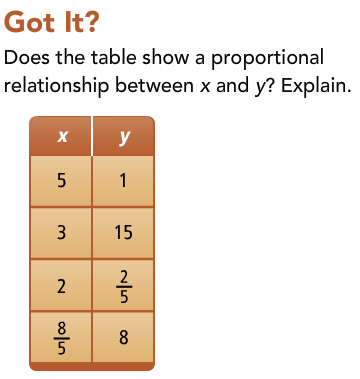 Got It?
Does the table show a proportional
relationship between x and y? Explain.
x y
5 1
3 15
2 2/5
8/5 8